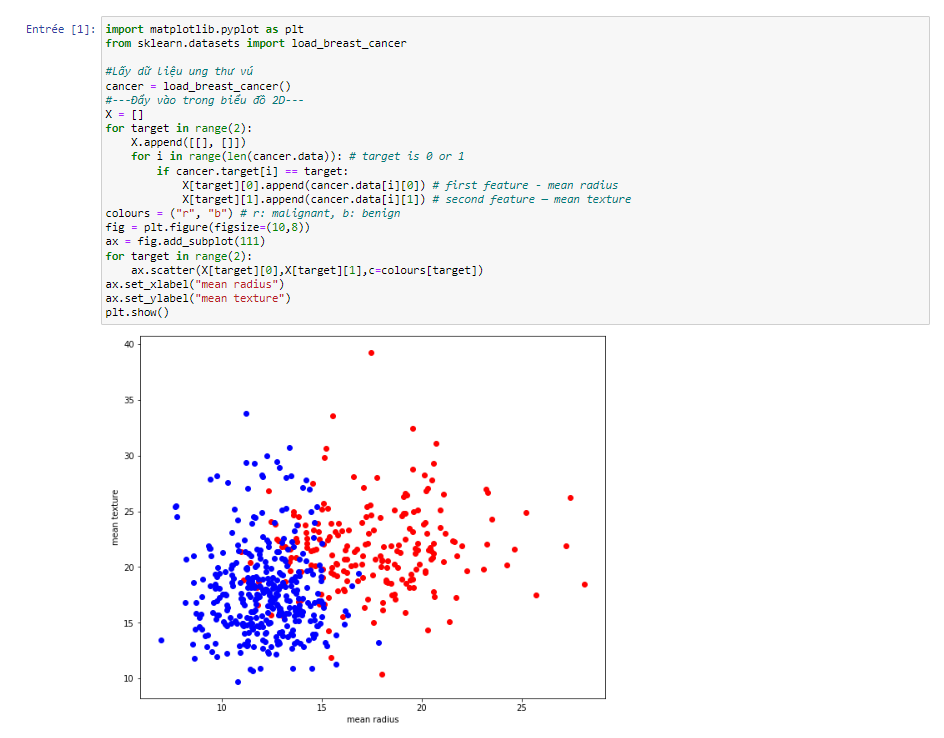 Entrée [1]:
import matplotlib.pyplot as plt
from sklearn.datasets import load_breast_cancer
#Lấy dữ liệu ung thư vú
cancer = load_breast_cancer()
#---Đẩy vào trong biểu đồ 2D---
X = []
for target in range(2):
    X.append([[], []])
    for i in range(len(cancer.data)): # target is 0 or 1
        if cancer.target[i] == target:
            X[target][0].append(cancer.data[i][0]) # first feature - mean radius
            X[target][1].append(cancer.data[i][1]) # second feature — mean texture
colours = ("r", "b") # r: malignant, b: benign
fig = plt.figure(figsize=(10,8))
ax = fig.add_subplot(111)
for target in range(2):
    ax.scatter(X[target][0],X[target][1],c=colours[target])
ax.set_xlabel("mean radius")
ax.set_ylabel("mean texture")
plt.show()
40
35
30
25
20
15
10
mean texture
10 15 20 25
mean radius